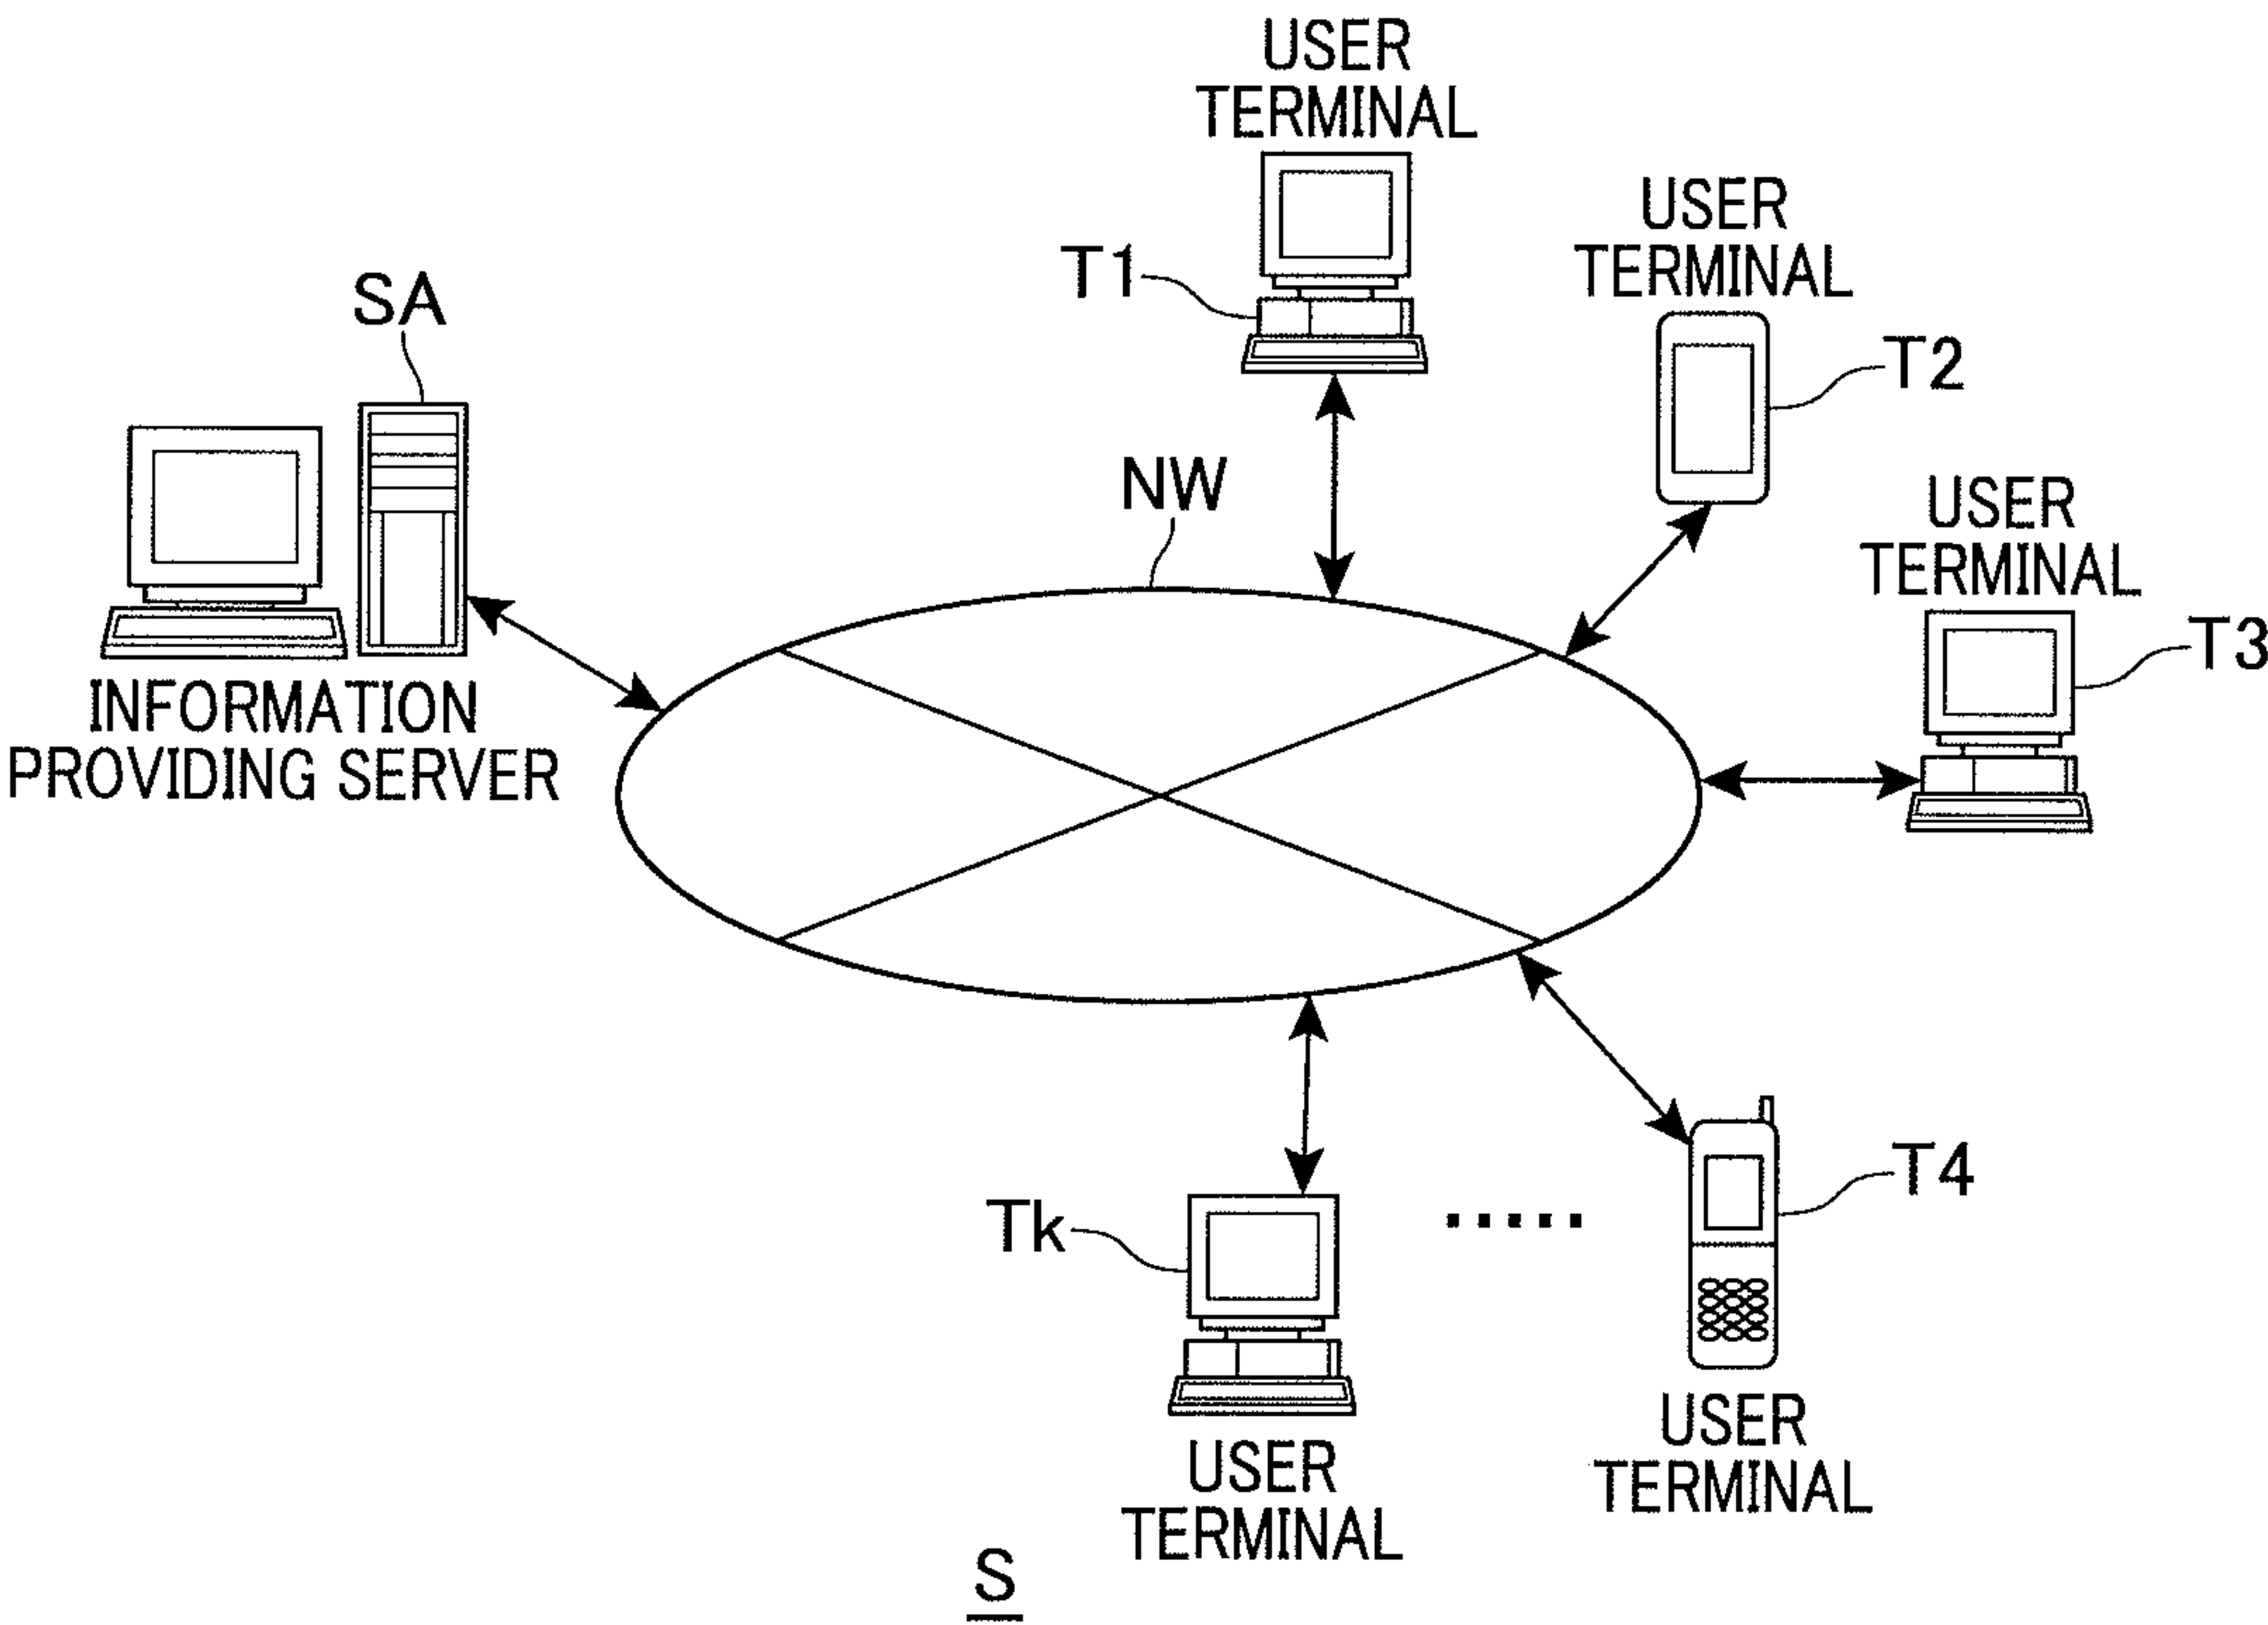 USER
TERMINAL
T1
USER
TERMINAL
T2
SA
NW
USER
TERMINAL
T3
INFORMATION
PROVIDING SERVER
Tk
.....
T4
USER
TERMINAL
USER
TERMINAL
S